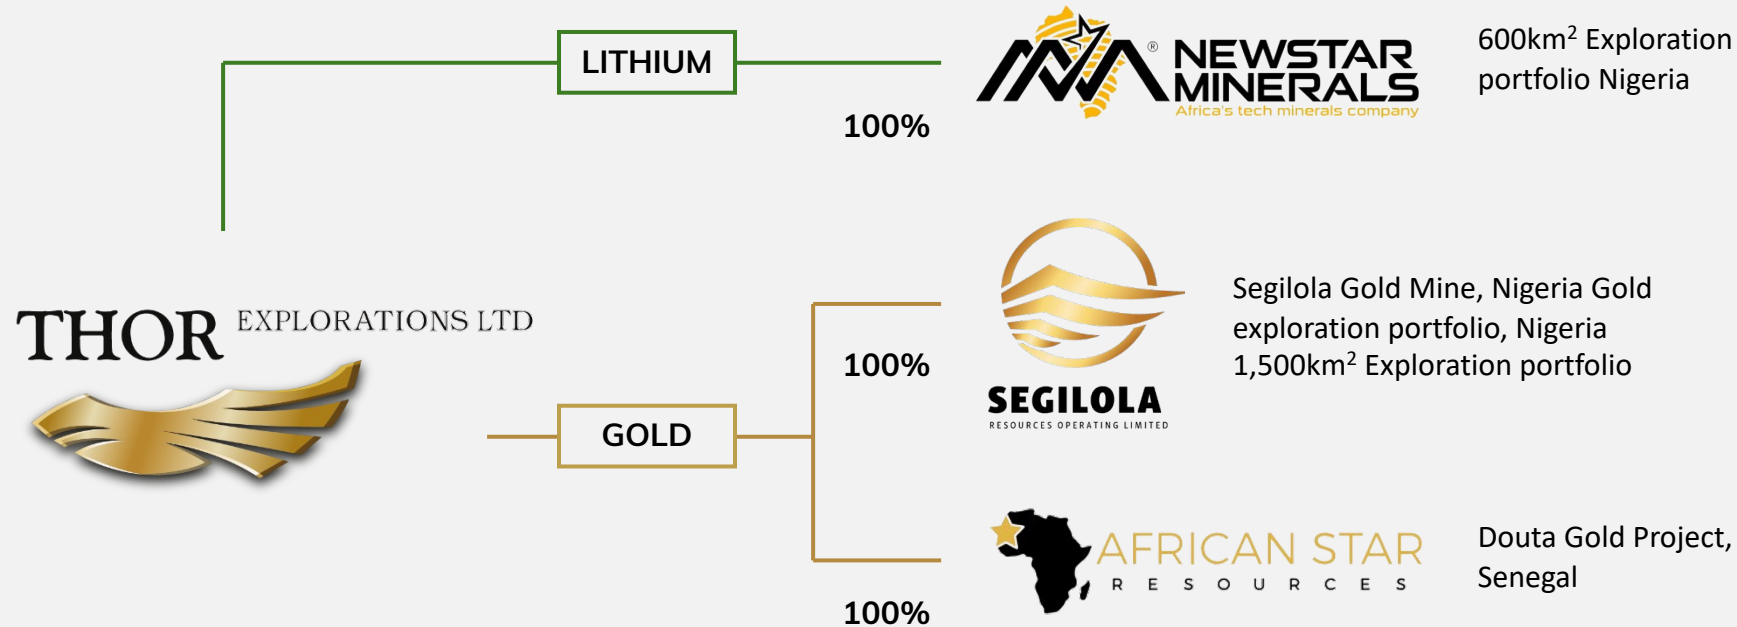 LITHIUM
100%
NEWSTAR
MINERALS
®
Africa's tech minerals company
600km² Exploration
portfolio Nigeria
THOR EXPLORATIONS LTD
GOLD
100%
SEGILOLA
RESOURCES OPERATING LIMITED
Segilola Gold Mine, Nigeria Gold
exploration portfolio, Nigeria
1,500km² Exploration portfolio
100%
AFRICAN STAR
RESOURCES
Douta Gold Project,
Senegal